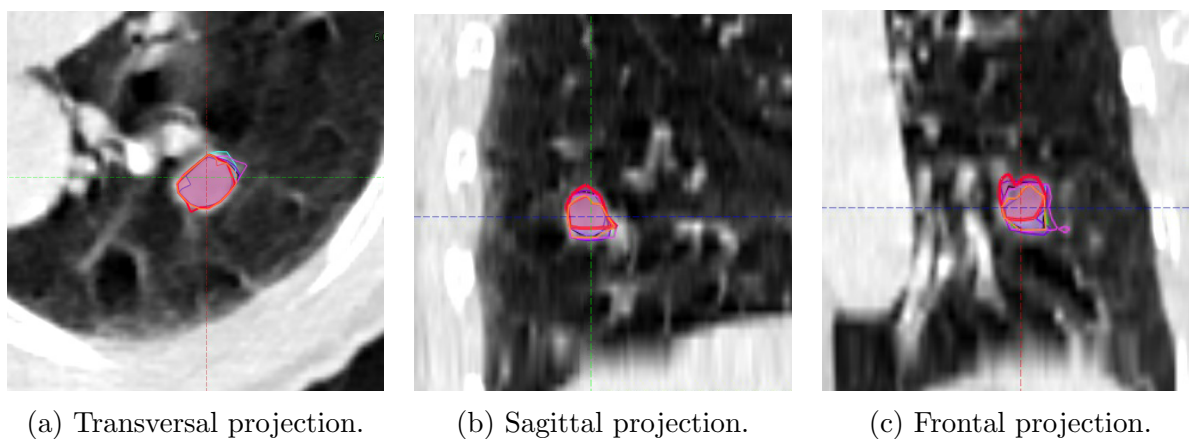 (a) Transversal projection.
(b) Sagittal projection.
(c) Frontal projection.